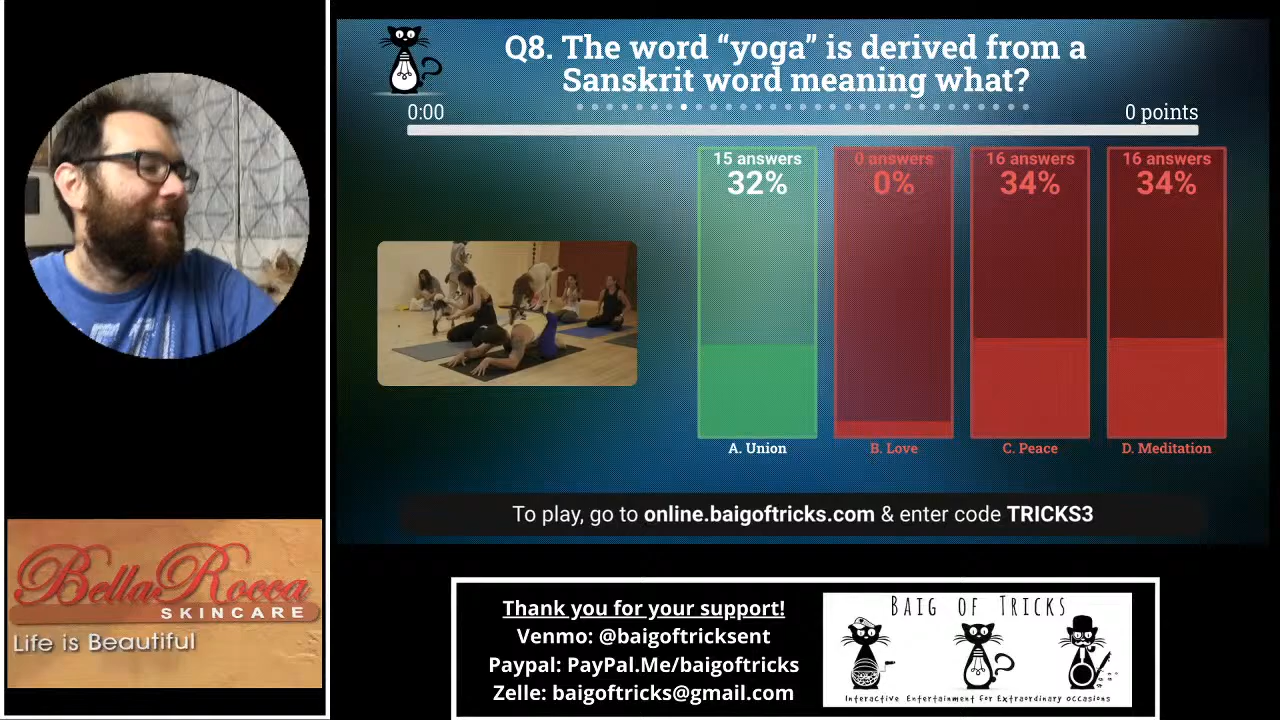 Q8. The word “yoga” is derived from a
Sanskrit word meaning what?
0:00
0 points
15 answers
32%
0 answers
0%
16 answers
34%
16 answers
34%
A. Union
B. Love
C. Peace
D. Meditation
To play, go to online.baigoftricks.com & enter code TRICKS3
BellaRocca
SKINCARE
Life is Beautiful
Thank you for your support!
Venmo: @baigoftricksent
Paypal: PayPal.Me/baigoftricks
Zelle: baigoftricks@gmail.com
BAIG OF TRICKS
Interactive Entertainment for Extraordinary occasions